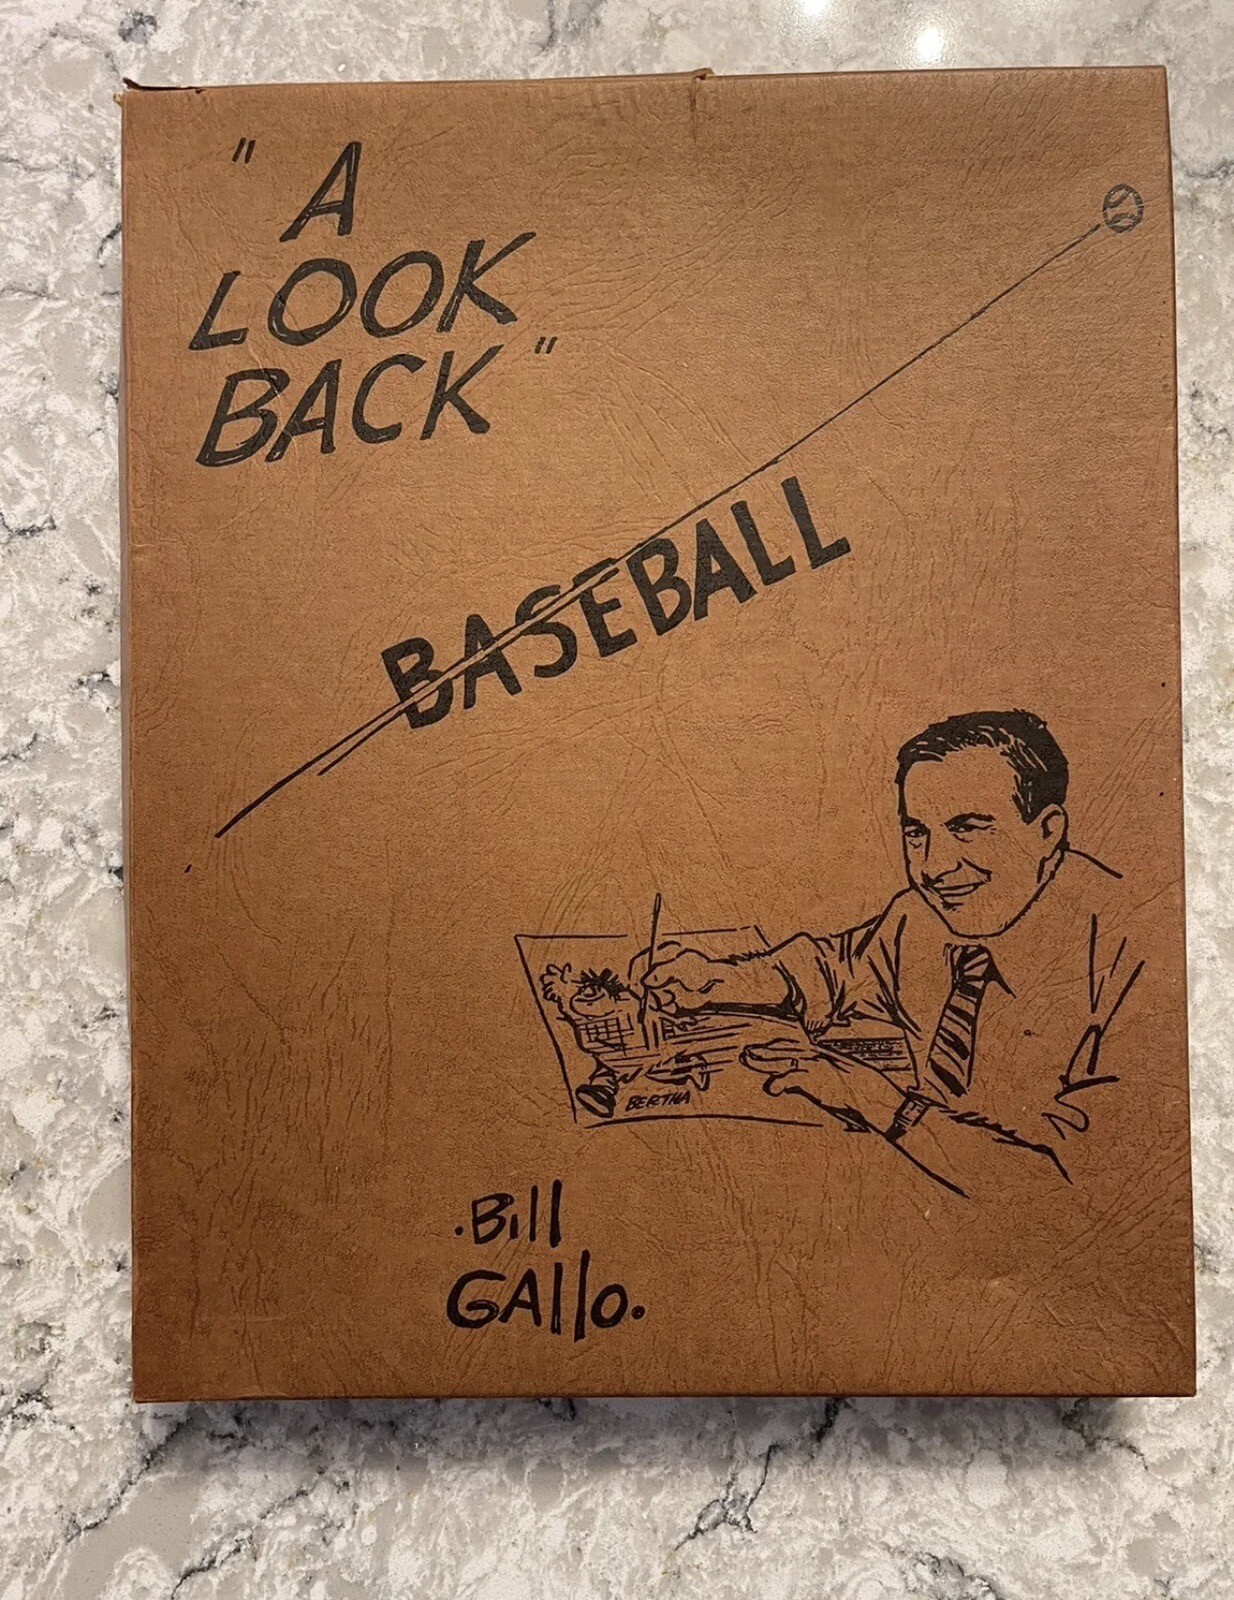 "A
LOOK
BACK"
BASEBALL
BERTHA
.Bill
GAllo.